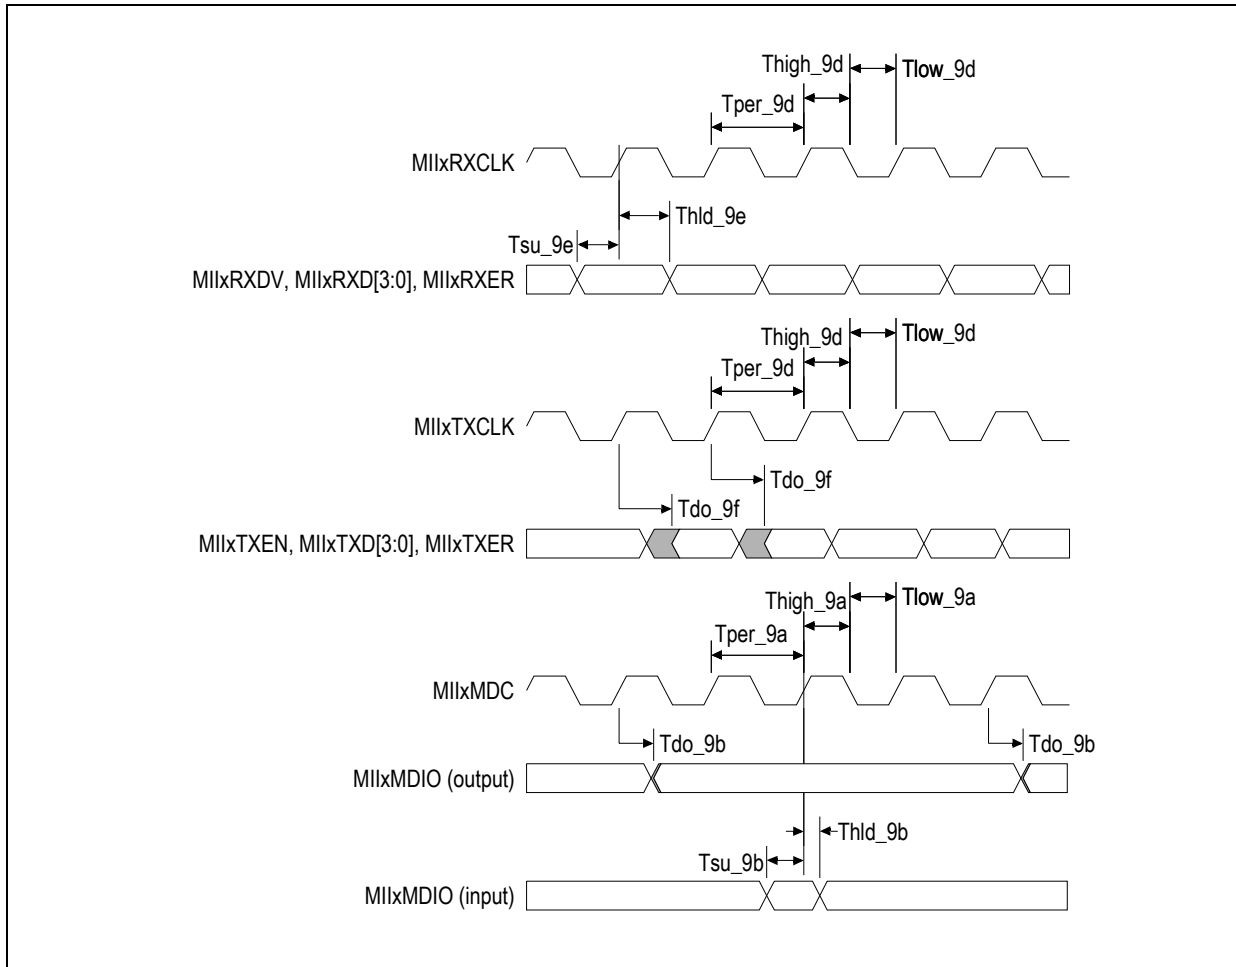 Thigh_9d
Tlow_9d
Tper_9d
MIIxRXCLK
Thld_9e
Tsu_9e
MIIxRXDV, MIIxRXD[3:0], MIIxRXER
Thigh_9d
Tlow_9d
Tper_9d
MIIxTXCLK
Tdo_9f
Tdo_9f
MIIxTXEN, MIIxTXD[3:0], MIIxTXER
Thigh_9a
Tlow_9a
Tper_9a
MIIxMDC
Tdo_9b
Tdo_9b
MIIxMDIO (output)
Thld_9b
Tsu_9b
MIIxMDIO (input)